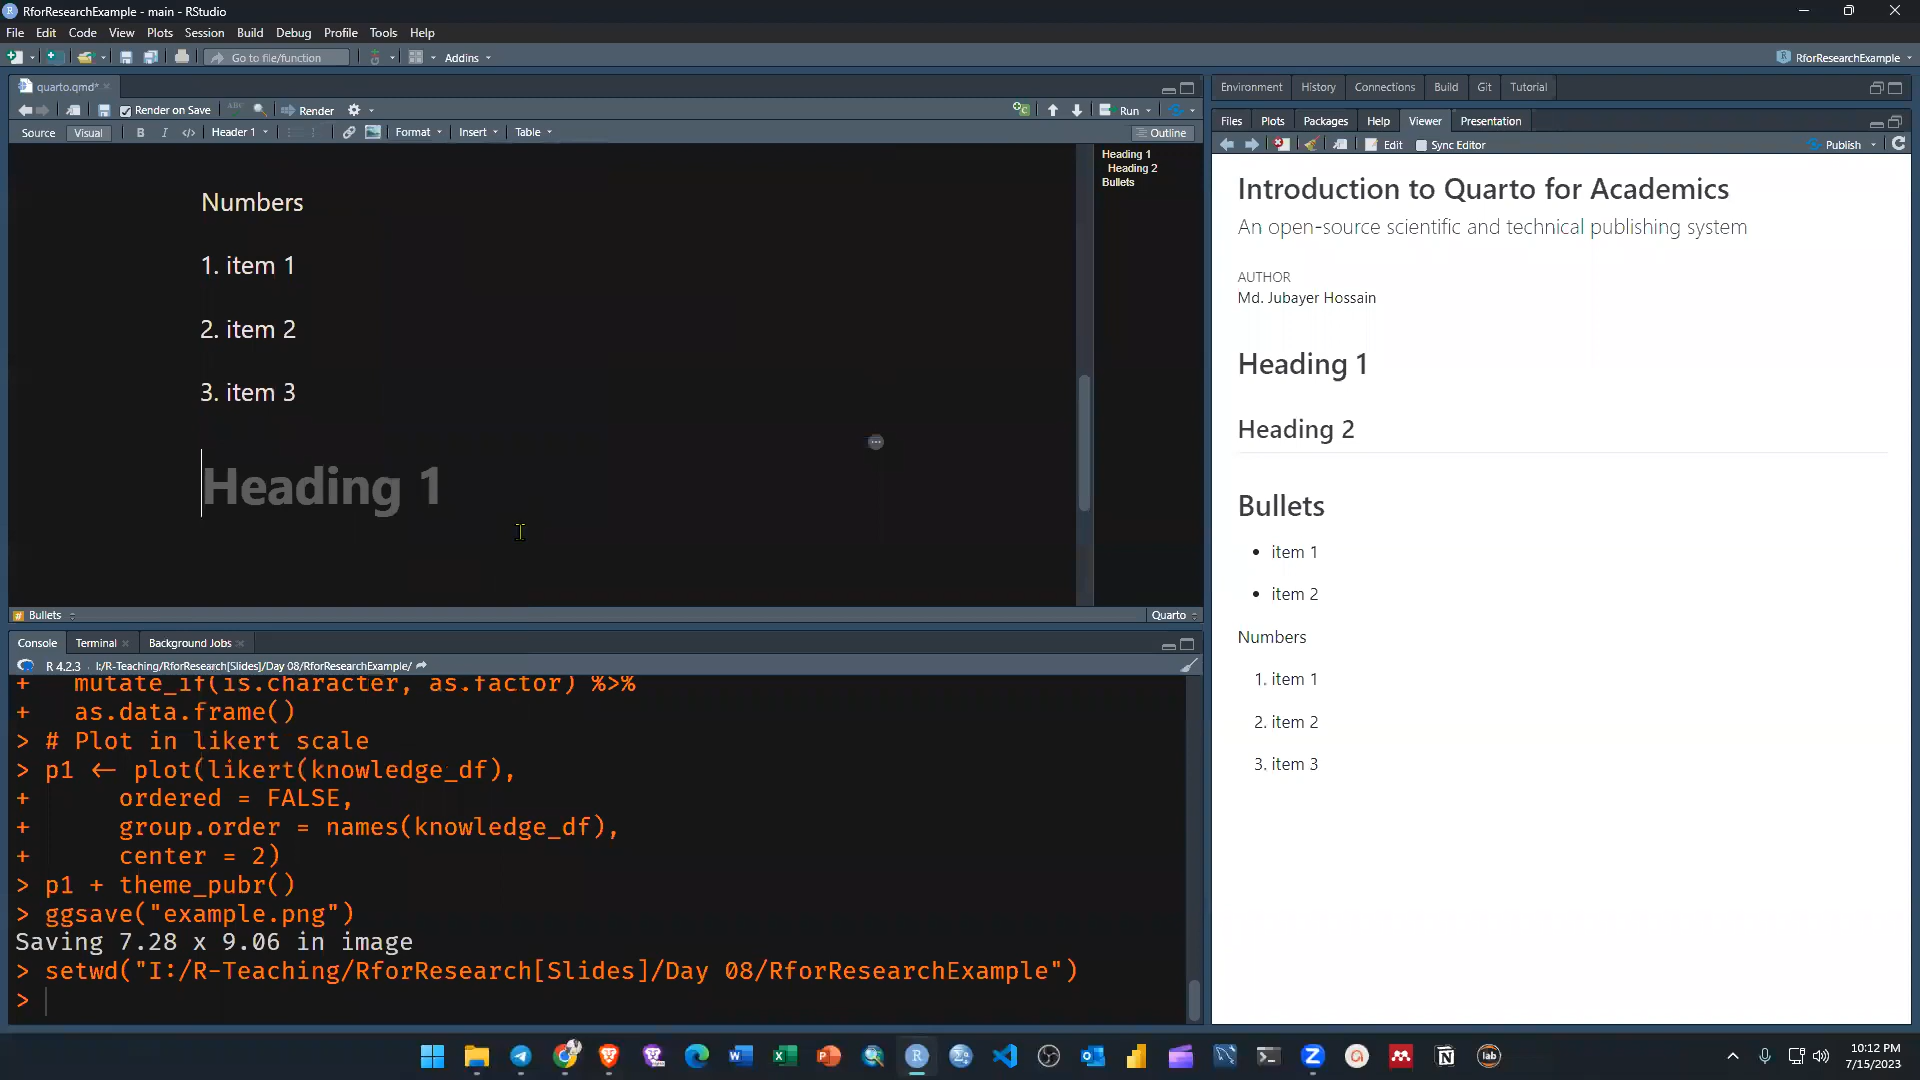 RforResearchExample - main - RStudio
File Edit Code View Plots Session Build Debug Profile Tools Help
Go to file/function Addins RforResearchExample
quarto.qmd*
Render on Save ABC Render Run
Source Visual B I </> Header 1 Format Insert Table Outline
Numbers
1. item 1
2. item 2
3. item 3
Heading 1
Heading 1
Heading 2
Bullets
# Bullets Quarto
Console Terminal Background Jobs
R 4.2.3 · I:/R-Teaching/RforResearch[Slides]/Day 08/RforResearchExample/
+ mutate_if(is.character, as.factor) %>%
+ as.data.frame()
> # Plot in likert scale
> p1 <- plot(likert(knowledge_df),
+ ordered = FALSE,
+ group.order = names(knowledge_df),
+ center = 2)
> p1 + theme_pubr()
> ggsave("example.png")
Saving 7.28 x 9.06 in image
> setwd("I:/R-Teaching/RforResearch[Slides]/Day 08/RforResearchExample")
>
Environment History Connections Build Git Tutorial
Files Plots Packages Help Viewer Presentation
Edit Sync Editor Publish
Introduction to Quarto for Academics
An open-source scientific and technical publishing system
AUTHOR
Md. Jubayer Hossain
Heading 1
Heading 2
Bullets
• item 1
• item 2
Numbers
1. item 1
2. item 2
3. item 3
lab
10:12 PM
7/15/2023